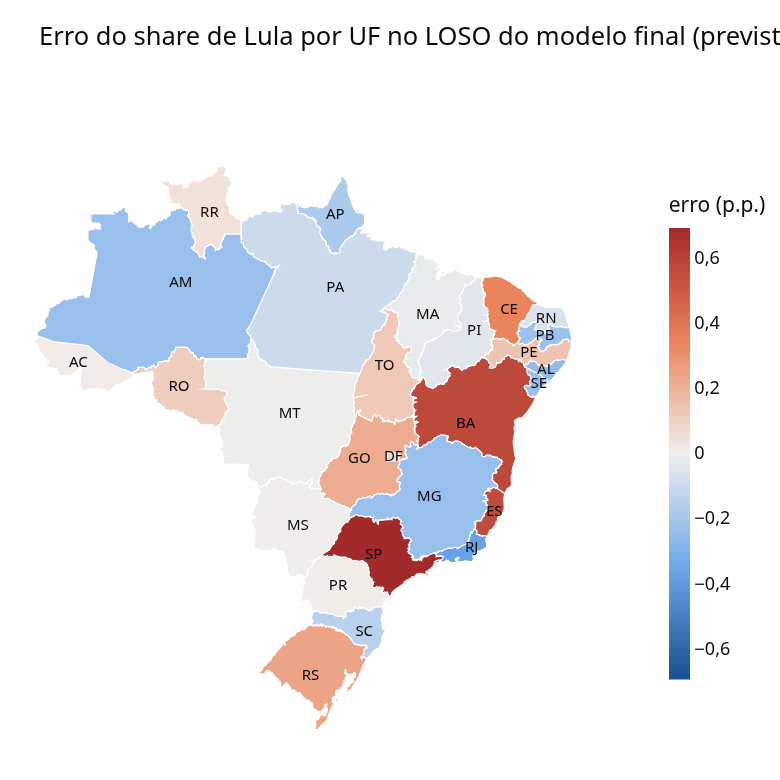 Erro do share de Lula por UF no LOSO do modelo final (previst
erro (p.p.)
RR
AP
0,6
AM
PA
CE
MA
RN
PI
PB
0,4
PE
AC
TO
AL
RO
SE
0,2
MT
BA
GO
DF
0
MG
ES
MS
−0,2
RJ
SP
PR
−0,4
SC
−0,6
RS